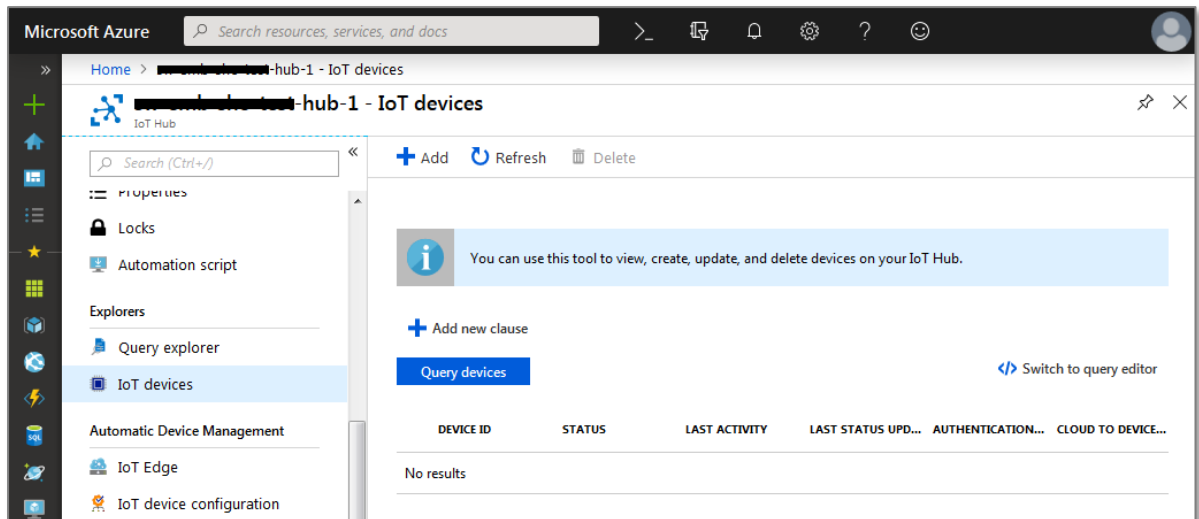 Microsoft Azure
Search resources, services, and docs
Home > -hub-1 - IoT devices
-hub-1 - IoT devices
IoT Hub
Search (Ctrl+/)
Add
Refresh
Delete
Properties
Locks
Automation script
Explorers
Query explorer
IoT devices
Automatic Device Management
IoT Edge
IoT device configuration
You can use this tool to view, create, update, and delete devices on your IoT Hub.
Add new clause
Query devices
</> Switch to query editor
DEVICE ID STATUS LAST ACTIVITY LAST STATUS UPD... AUTHENTICATION... CLOUD TO DEVICE...
No results
SQL